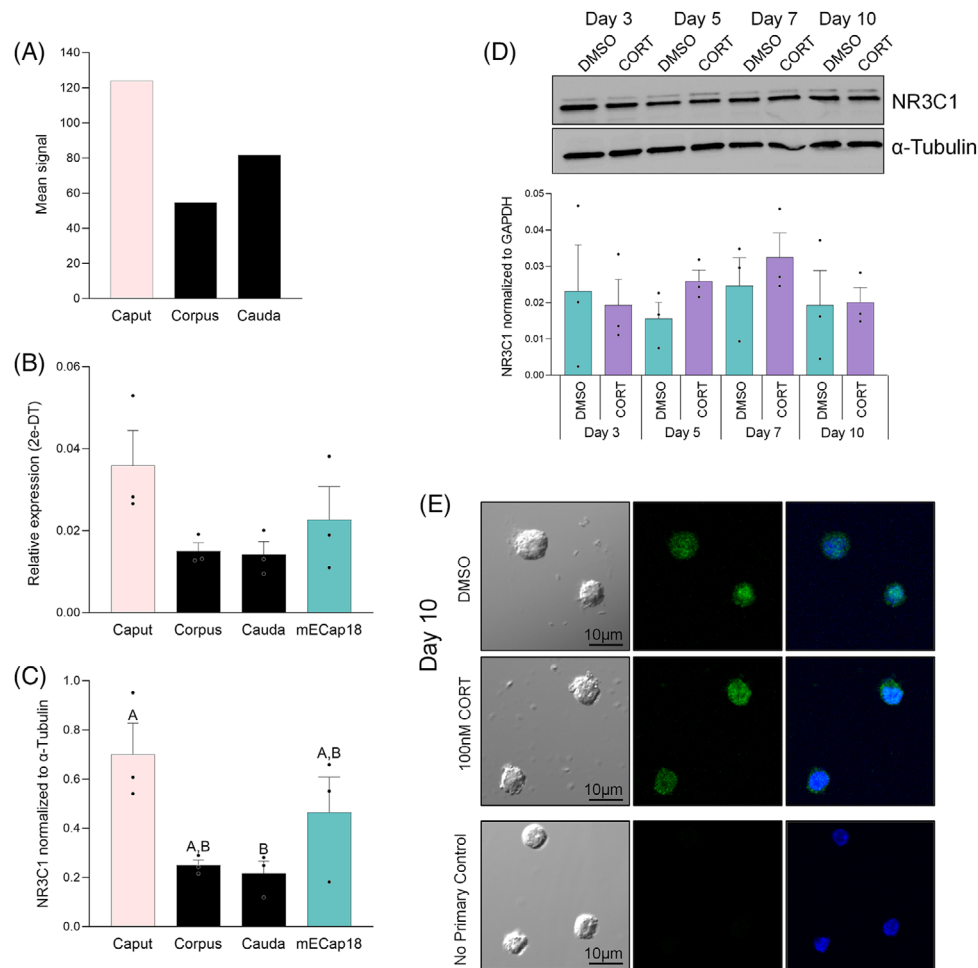 (A)
Mean signal
140
120
100
80
60
40
20
0
Caput Corpus Cauda
(B)
Relative expression (2e-DT)
0.06
0.04
0.02
0.00
Caput Corpus Cauda mECap18
(C)
NR3C1 normalized to α-Tubulin
1.0
0.8
0.6
0.4
0.2
0.0
A
A,B
B
A,B
Caput Corpus Cauda mECap18
(D)
Day 3 Day 5 Day 7 Day 10
DMSO CORT DMSO CORT DMSO CORT DMSO CORT
NR3C1
α-Tubulin
NR3C1 normalized to GAPDH
0.05
0.04
0.03
0.02
0.01
0.00
DMSO CORT DMSO CORT DMSO CORT DMSO CORT
Day 3 Day 5 Day 7 Day 10
(E)
Day 10
DMSO
10µm
100nM CORT
10µm
No Primary Control
10µm